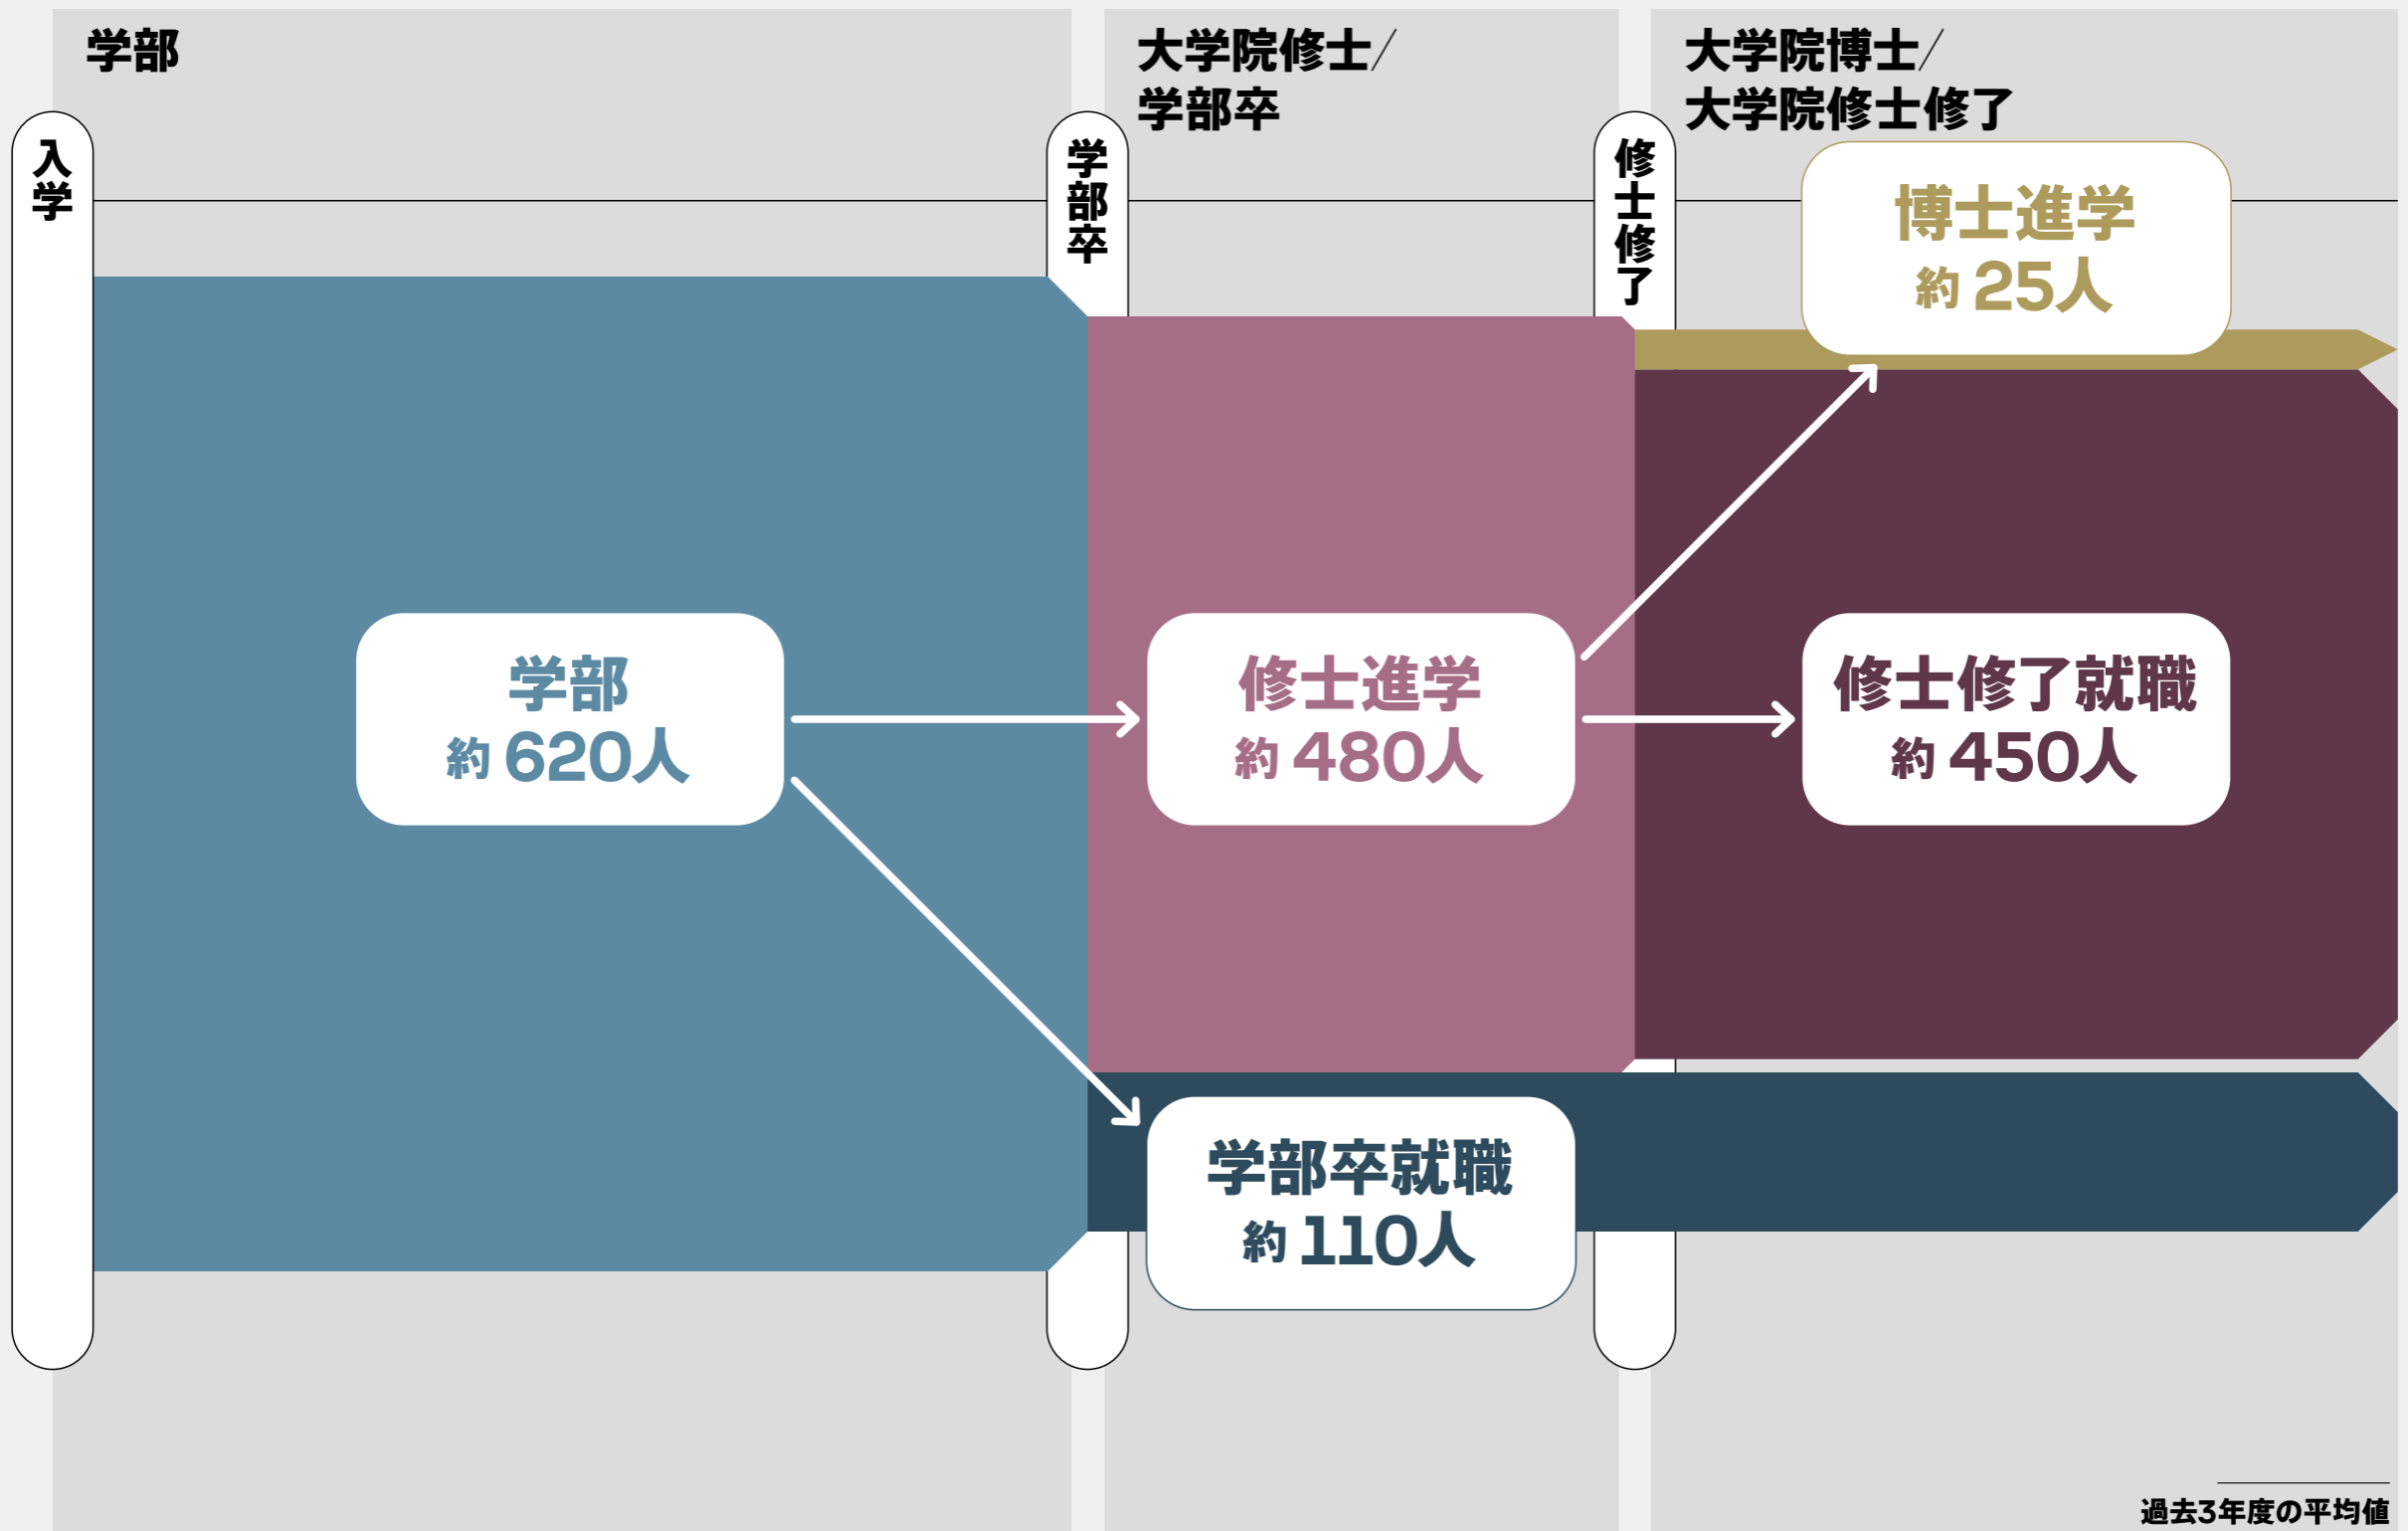 学部
大学院修士／
学部卒
大学院博士／
大学院修士修了
入学
学部卒
修士修了
博士進学
約 25人
学部
約 620人
修士進学
約 480人
修士修了就職
約 450人
学部卒就職
約 110人
過去3年度の平均値